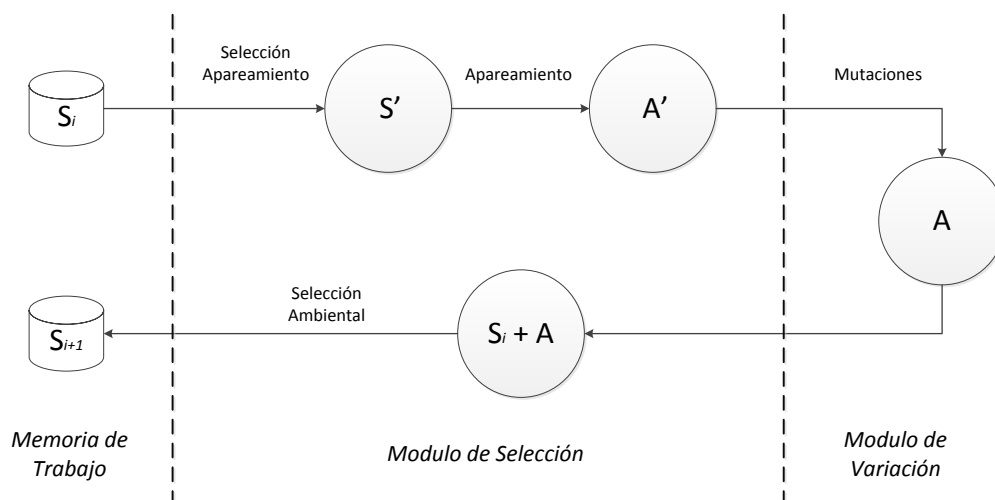 Selección
Apareamiento
Apareamiento
Mutaciones
Si
S’
A’
A
Selección
Ambiental
Si + A
Si+1
Memoria de
Trabajo
Modulo de Selección
Modulo de
Variación